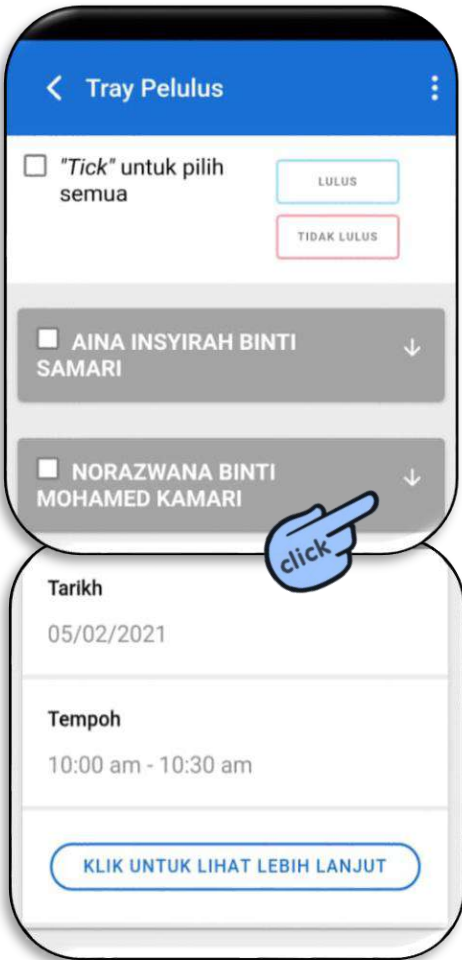 Tray Pelulus
"Tick" untuk pilih
semua
LULUS
TIDAK LULUS
AINA INSYIRAH BINTI
SAMARI
NORAZWANA BINTI
MOHAMED KAMARI
click
Tarikh
05/02/2021
Tempoh
10:00 am - 10:30 am
KLIK UNTUK LIHAT LEBIH LANJUT